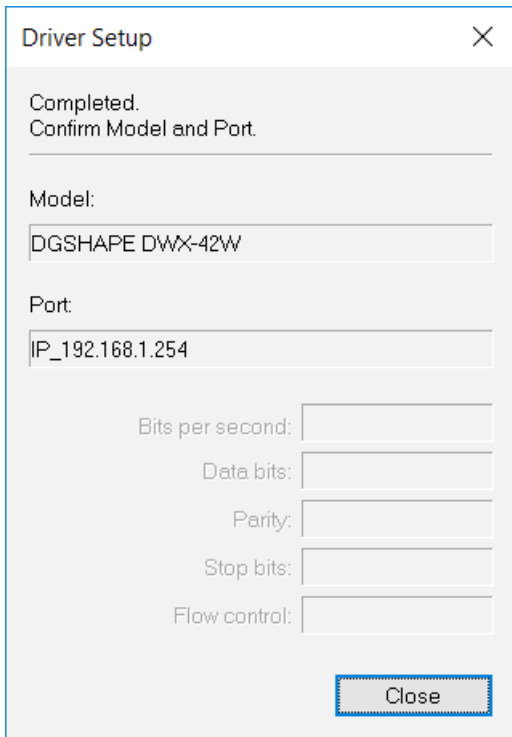 Driver Setup
Completed.
Confirm Model and Port.
Model:
DGSHAPE DWX-42W
Port:
IP_192.168.1.254
Bits per second:
Data bits:
Parity:
Stop bits:
Flow control:
Close